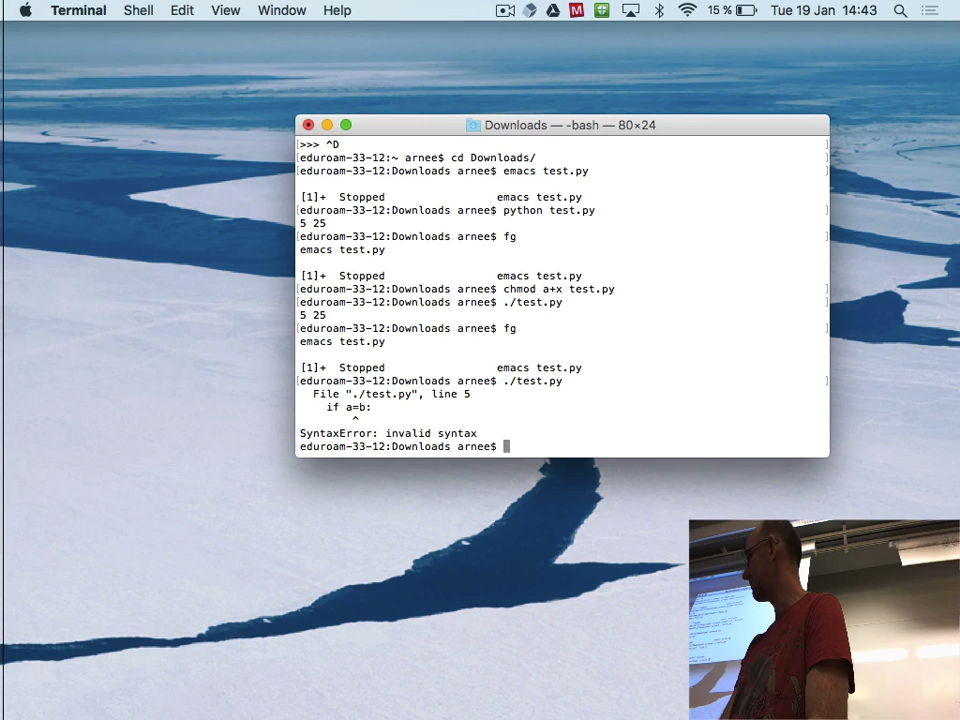 Terminal Shell Edit View Window Help 15 % Tue 19 Jan 14:43
Downloads — -bash — 80×24
[>>> ^D ]
[eduroam-33-12:~ arnee$ cd Downloads/ ]
[eduroam-33-12:Downloads arnee$ emacs test.py ]
[1]+  Stopped                 emacs test.py
[eduroam-33-12:Downloads arnee$ python test.py ]
5 25
[eduroam-33-12:Downloads arnee$ fg ]
emacs test.py
[1]+  Stopped                 emacs test.py
[eduroam-33-12:Downloads arnee$ chmod a+x test.py ]
[eduroam-33-12:Downloads arnee$ ./test.py ]
5 25
[eduroam-33-12:Downloads arnee$ fg ]
emacs test.py
[1]+  Stopped                 emacs test.py
[eduroam-33-12:Downloads arnee$ ./test.py ]
  File "./test.py", line 5
    if a=b:
        ^
SyntaxError: invalid syntax
eduroam-33-12:Downloads arnee$